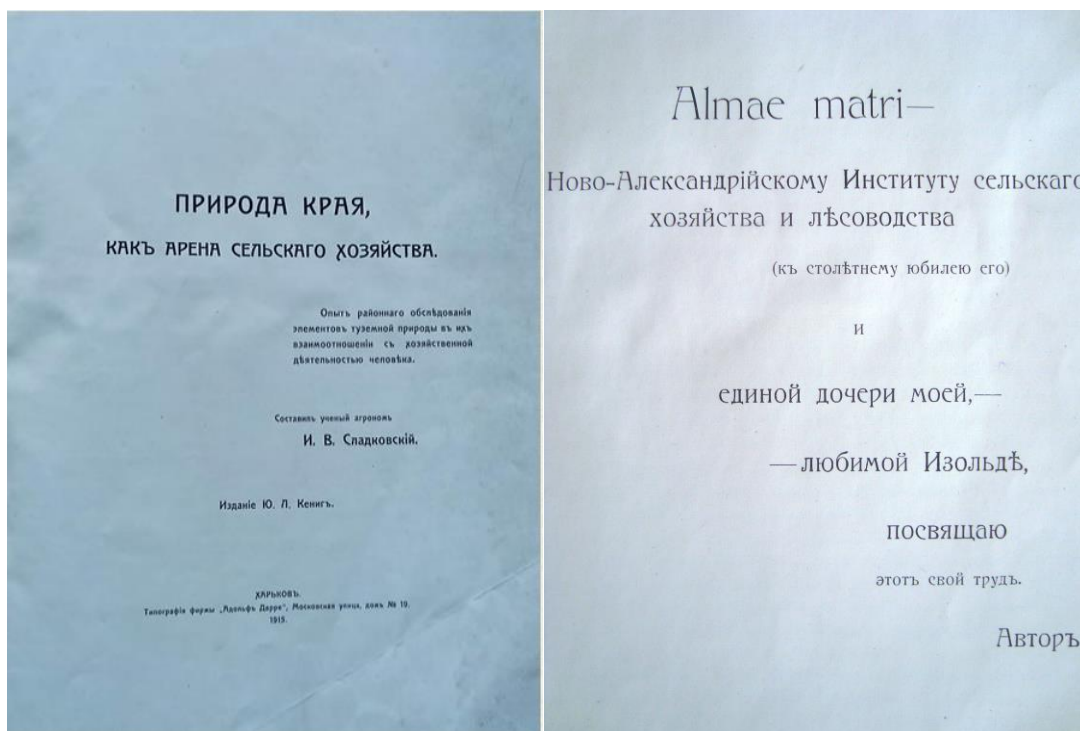 ПРИРОДА КРАЯ,
КАКЪ АРЕНА СЕЛЬСКАГО ХОЗЯЙСТВА.
Опытъ районнаго обслѣдованія
элементовъ туземной природы въ ихъ
взаимоотношеніи съ хозяйственной
дѣятельностью человѣка.
Составилъ ученый агрономъ
И. В. Сладковскій.
Изданіе Ю. Л. Кенигъ.
ХАРЬКОВЪ.
Типографія фирмы „Адольфъ Дарре", Московская улица, домъ № 19.
1915.
Almae matri—
Ново-Александрійскому Институту сельскаго
хозяйства и лѣсоводства
(къ столѣтнему юбилею его)
и
единой дочери моей,—
—любимой Изольдѣ,
посвящаю
этотъ свой трудъ.
Авторъ